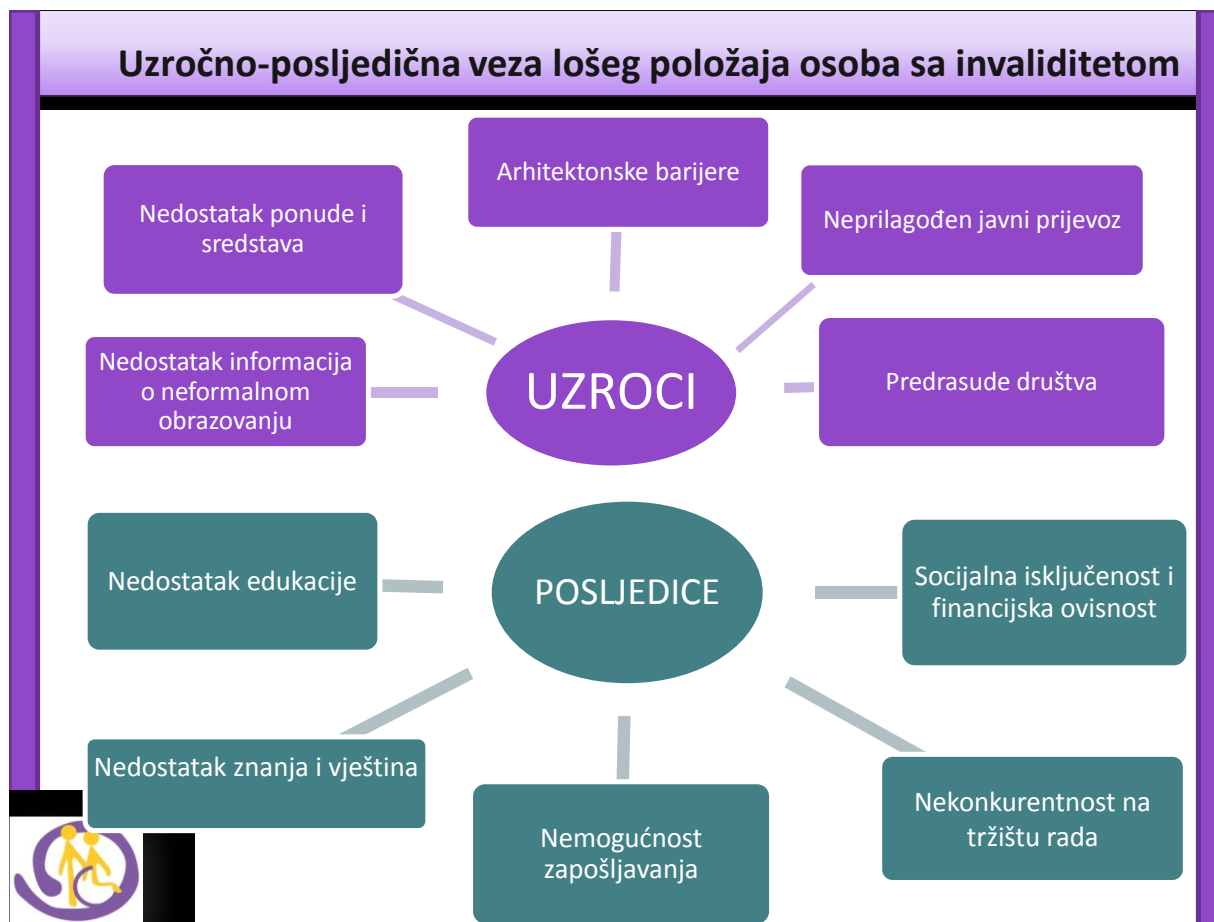 Uzročno-posljedična veza lošeg položaja osoba sa invaliditetom
Arhitektonske barijere
Nedostatak ponude i
sredstava
Neprilagođen javni prijevoz
Nedostatak informacija
o neformalnom
obrazovanju
UZROCI
Predrasude društva
Nedostatak edukacije
POSLJEDICE
Socijalna isključenost i
financijska ovisnost
Nedostatak znanja i vještina
Nemogućnost
zapošljavanja
Nekonkurentnost na
tržištu rada